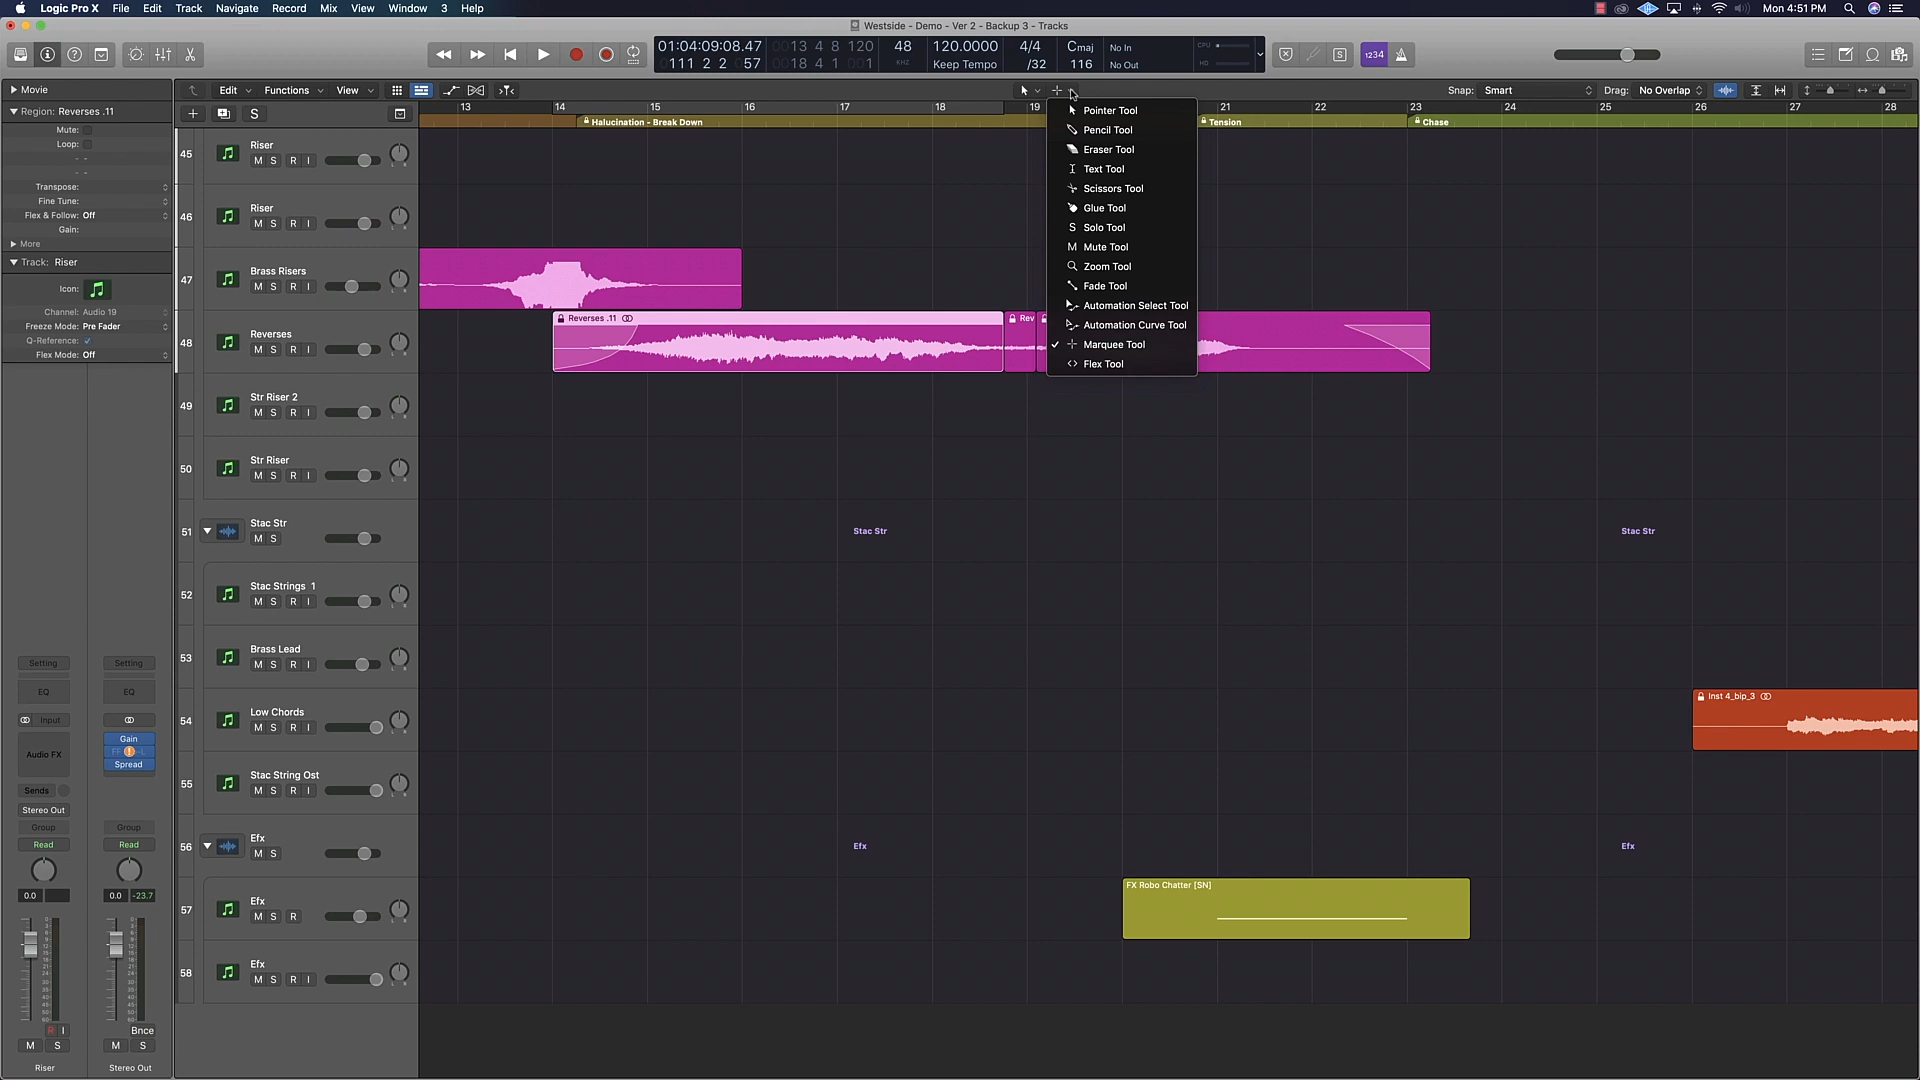 Logic Pro X File Edit Track Navigate Record Mix View Window 3 Help
Mon 4:51 PM
Westside - Demo - Ver 2 - Backup 3 - Tracks
01:04:09:08.47
111 2 2 057
0013 4 8 120
0018 4 1 001
48
KHZ
120.0000
Keep Tempo
4/4
/32
Cmaj
116
No In
No Out
CPU
HD
S
1234
Movie
Region: Reverses .11
Mute:
Loop:
Transpose:
Fine Tune:
Flex & Follow: Off
Gain:
More
Track: Riser
Icon:
Channel: Audio 19
Freeze Mode: Pre Fader
Q-Reference: ✓
Flex Mode: Off
Edit Functions View
Snap: Smart
Drag: No Overlap
S
13 14 15 16 17 18 19 21 22 23 24 25 26 27 28
Halucination - Break Down
Tension
Chase
Pointer Tool
Pencil Tool
Eraser Tool
Text Tool
Scissors Tool
Glue Tool
S Solo Tool
M Mute Tool
Zoom Tool
Fade Tool
Automation Select Tool
Automation Curve Tool
✓ Marquee Tool
Flex Tool
45 Riser
M S R I
46 Riser
M S R I
47 Brass Risers
M S R I
48 Reverses
M S R I
Reverses .11
Rev
49 Str Riser 2
M S R I
50 Str Riser
M S R I
51 Stac Str
M S
Stac Str
Stac Str
52 Stac Strings 1
M S R I
53 Brass Lead
M S R I
54 Low Chords
M S R I
Inst 4_bip_3
55 Stac String Ost
M S R I
56 Efx
M S
Efx
Efx
57 Efx
M S R
FX Robo Chatter [SN]
58 Efx
M S R I
Setting Setting
EQ EQ
Input
Audio FX
Gain
Spread
Sends
Stereo Out
Group Group
Read Read
0.0
0.0 -23.7
R I
Bnce
M S M S
Riser Stereo Out